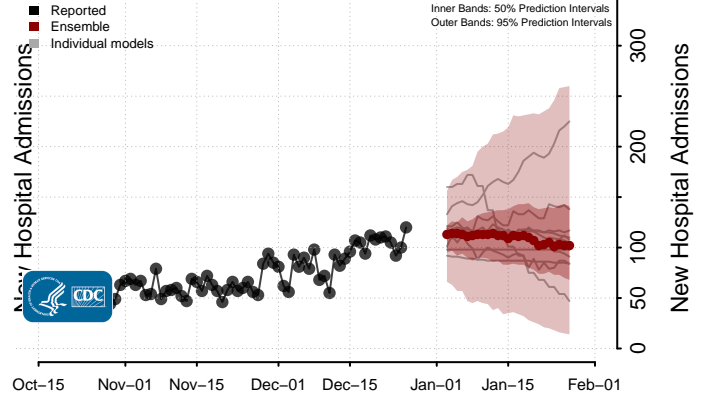 Reported
Ensemble
Individual models
Inner Bands: 50% Prediction Intervals
Outer Bands: 95% Prediction Intervals
New Hospital Admissions
300
200
100
50
0
New Hospital Admissions
CDC
Oct–15
Nov–01
Nov–15
Dec–01
Dec–15
Jan–01
Jan–15
Feb–01